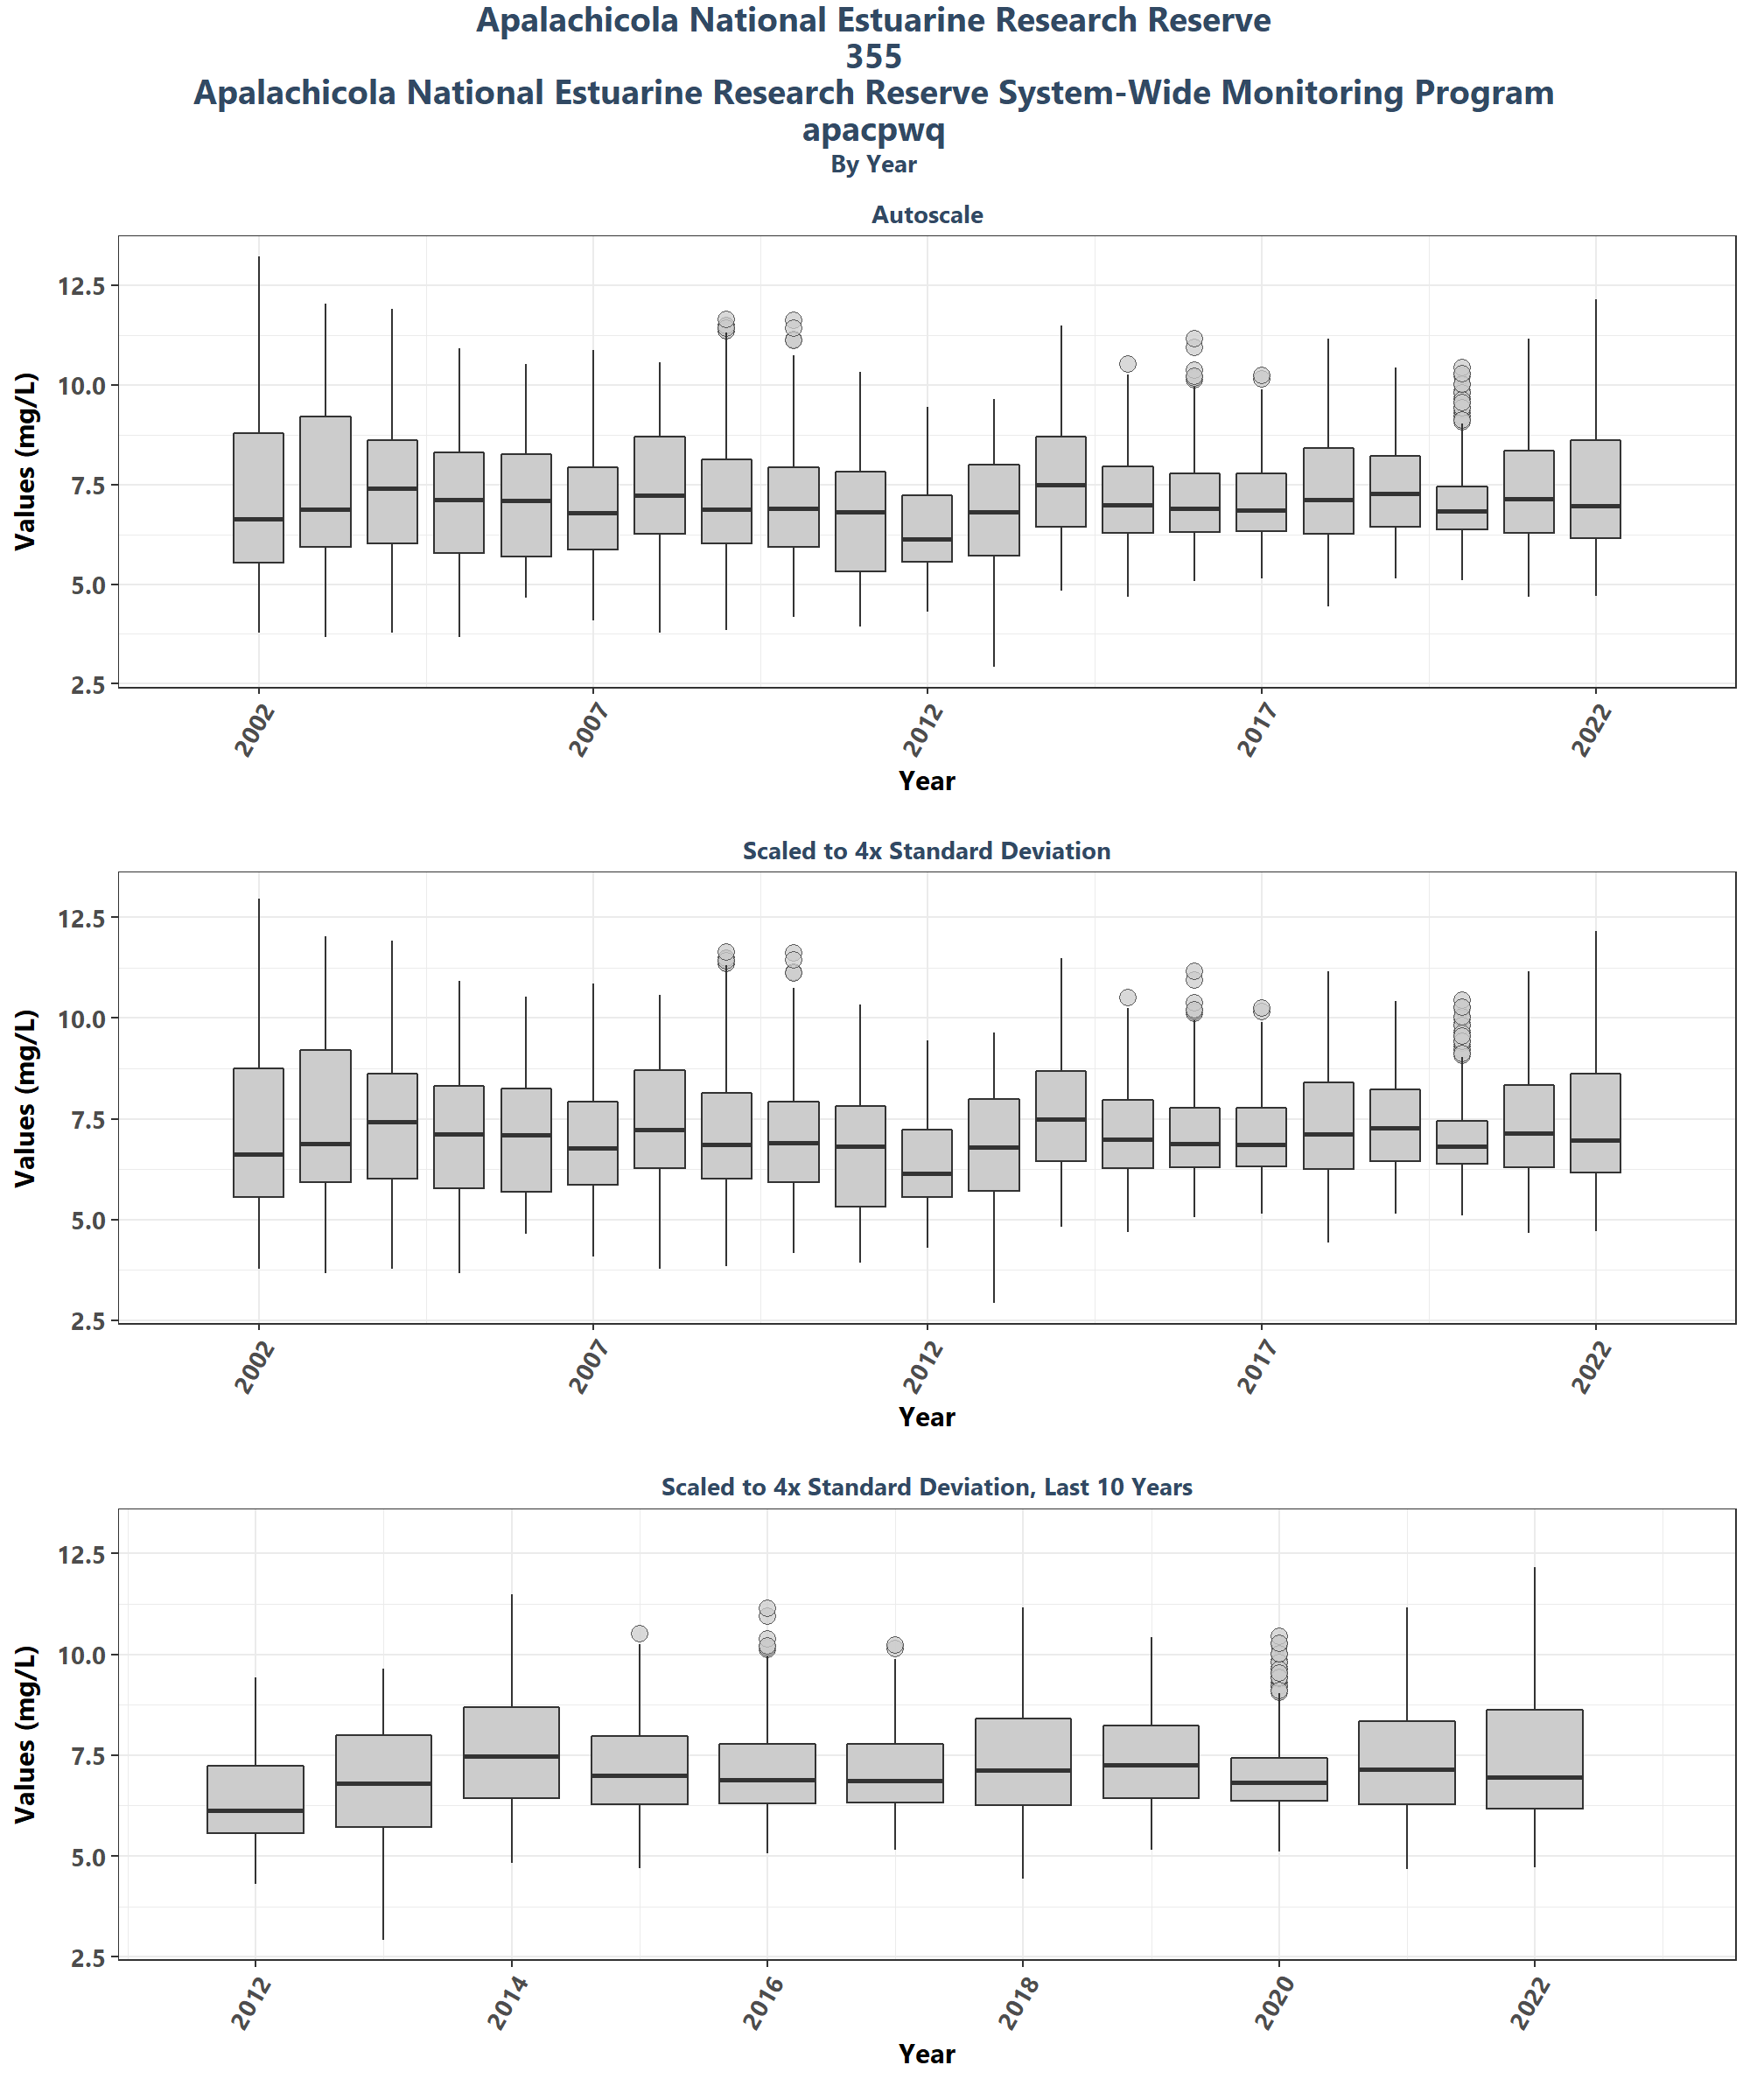 Apalachicola National Estuarine Research Reserve
355
Apalachicola National Estuarine Research Reserve System-Wide Monitoring Program
apacpwq
By Year
Autoscale
Values (mg/L)
12.5
10.0
7.5
5.0
2.5
2002 2007 2012 2017 2022
Year
Scaled to 4x Standard Deviation
Values (mg/L)
12.5
10.0
7.5
5.0
2.5
2002 2007 2012 2017 2022
Year
Scaled to 4x Standard Deviation, Last 10 Years
Values (mg/L)
12.5
10.0
7.5
5.0
2.5
2012 2014 2016 2018 2020 2022
Year